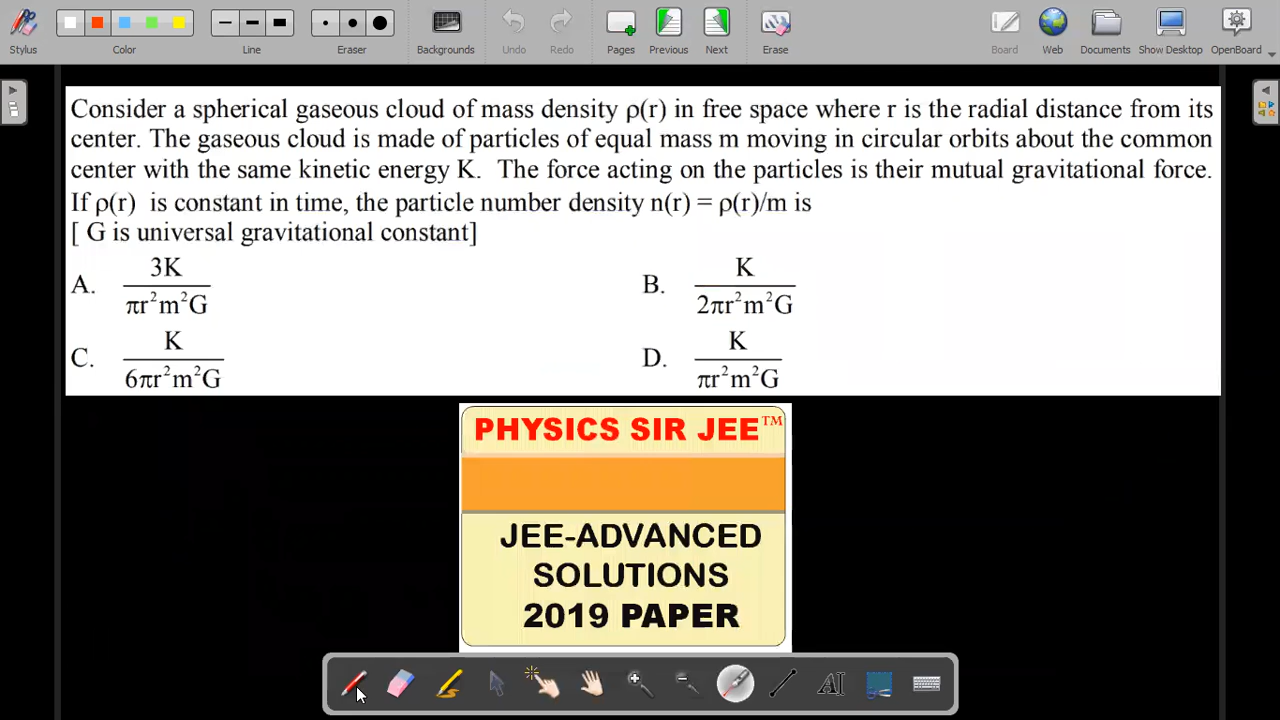 Stylus
Color
Line
Eraser
Backgrounds
Undo
Redo
Pages
Previous
Next
Erase
Board
Web
Documents
Show Desktop
OpenBoard
Consider a spherical gaseous cloud of mass density ρ(r) in free space where r is the radial distance from its
center. The gaseous cloud is made of particles of equal mass m moving in circular orbits about the common
center with the same kinetic energy K. The force acting on the particles is their mutual gravitational force.
If ρ(r) is constant in time, the particle number density n(r) = ρ(r)/m is
[ G is universal gravitational constant]
A. 3K / πr²m²G
B. K / 2πr²m²G
C. K / 6πr²m²G
D. K / πr²m²G
PHYSICS SIR JEE™
JEE-ADVANCED
SOLUTIONS
2019 PAPER
AI